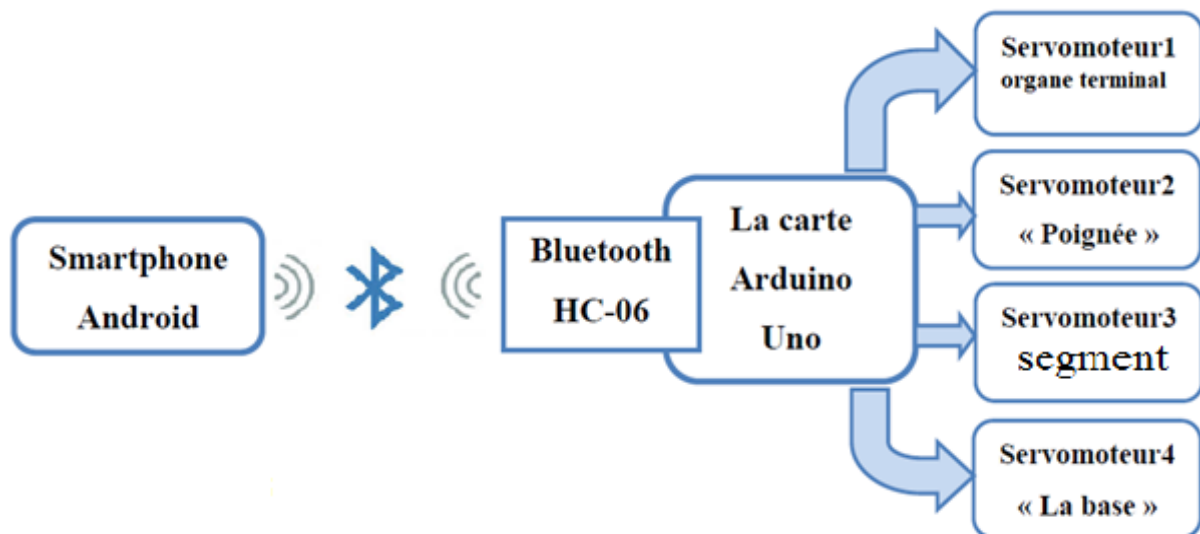 Smartphone
Android
Bluetooth
HC-06
La carte
Arduino
Uno
Servomoteur1
organe terminal
Servomoteur2
« Poignée »
Servomoteur3
segment
Servomoteur4
« La base »